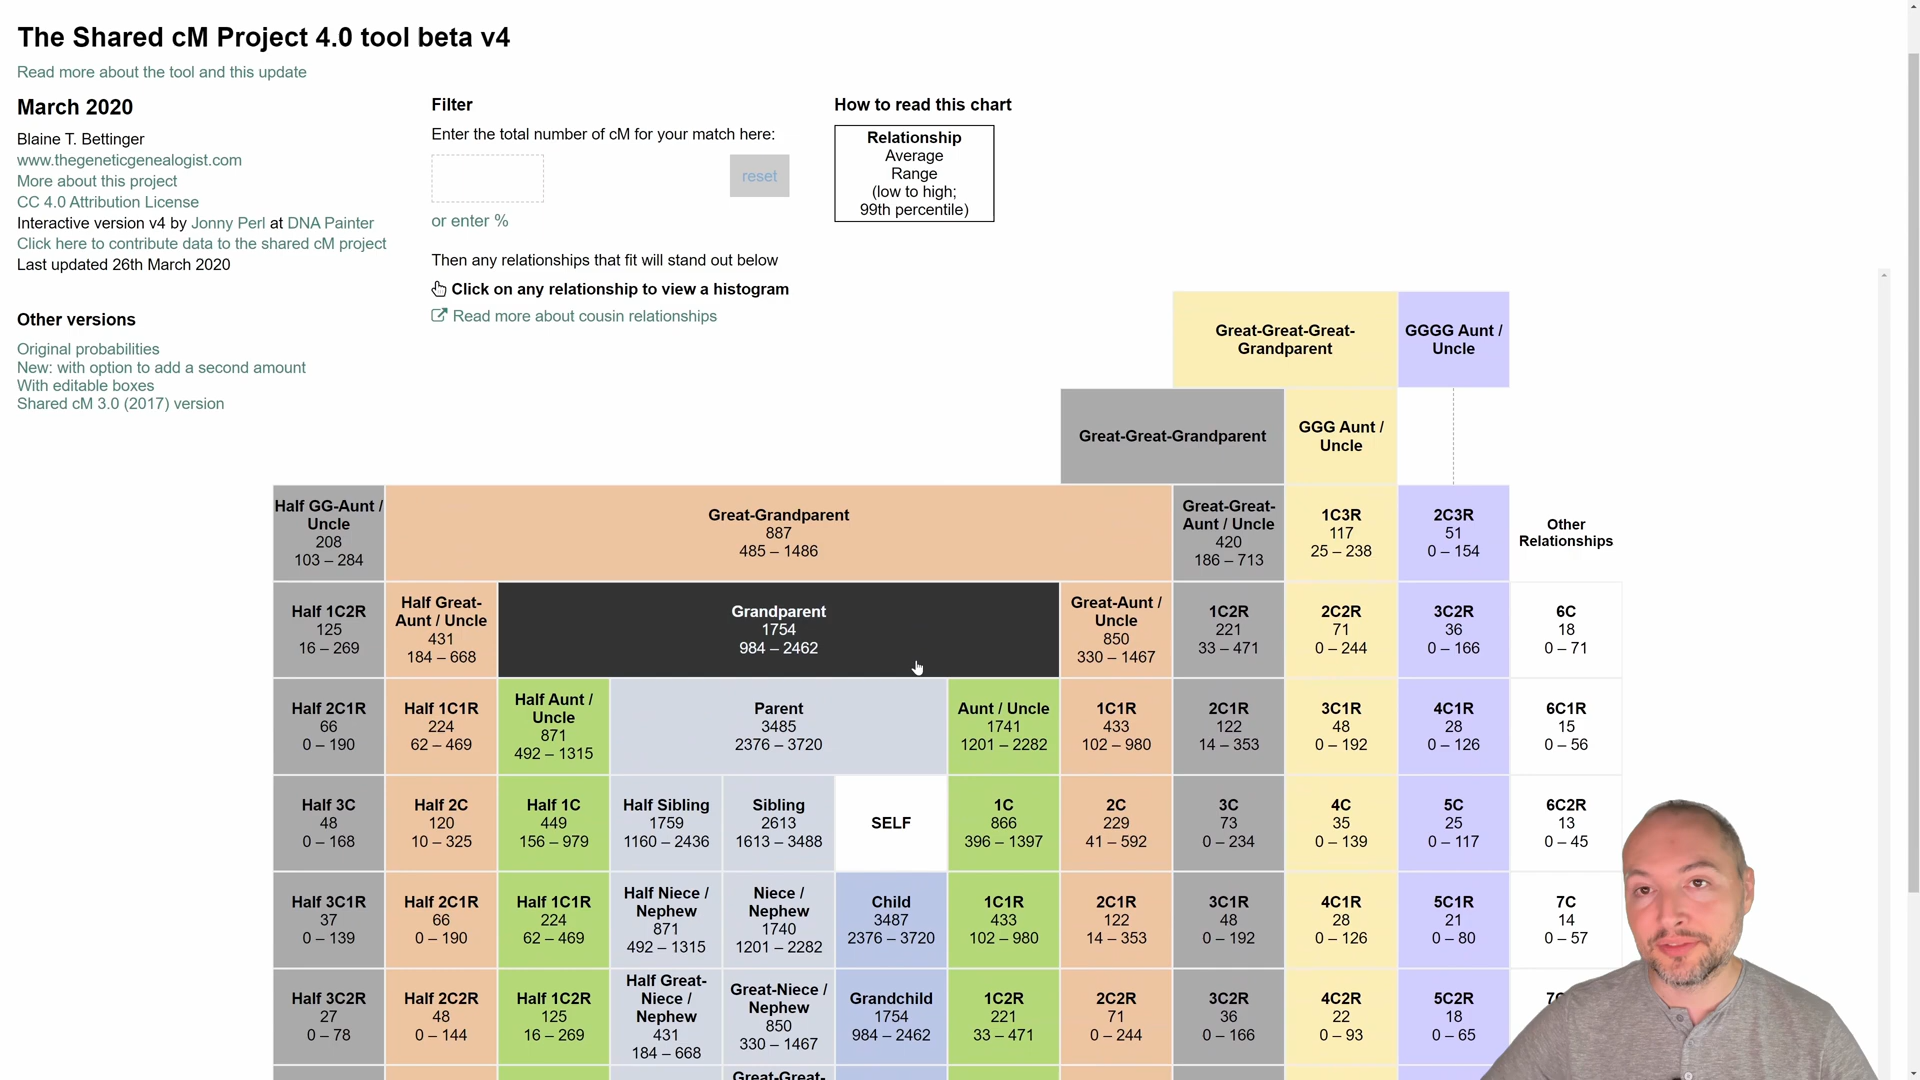 The Shared cM Project 4.0 tool beta v4
Read more about the tool and this update
March 2020
Blaine T. Bettinger
www.thegeneticgenealogist.com
More about this project
CC 4.0 Attribution License
Interactive version v4 by Jonny Perl at DNA Painter
Click here to contribute data to the shared cM project
Last updated 26th March 2020
Other versions
Original probabilities
New: with option to add a second amount
With editable boxes
Shared cM 3.0 (2017) version
Filter
Enter the total number of cM for your match here:
reset
or enter %
Then any relationships that fit will stand out below
Click on any relationship to view a histogram
Read more about cousin relationships
How to read this chart
Relationship
Average
Range
(low to high;
99th percentile)
Great-Great-Great-
Grandparent
GGGG Aunt /
Uncle
Great-Great-Grandparent
GGG Aunt /
Uncle
Half GG-Aunt /
Uncle
208
103 – 284
Great-Grandparent
887
485 – 1486
Great-Great-
Aunt / Uncle
420
186 – 713
1C3R
117
25 – 238
2C3R
51
0 – 154
Other
Relationships
Half 1C2R
125
16 – 269
Half Great-
Aunt / Uncle
431
184 – 668
Grandparent
1754
984 – 2462
Great-Aunt /
Uncle
850
330 – 1467
1C2R
221
33 – 471
2C2R
71
0 – 244
3C2R
36
0 – 166
6C
18
0 – 71
Half 2C1R
66
0 – 190
Half 1C1R
224
62 – 469
Half Aunt /
Uncle
871
492 – 1315
Parent
3485
2376 – 3720
Aunt / Uncle
1741
1201 – 2282
1C1R
433
102 – 980
2C1R
122
14 – 353
3C1R
48
0 – 192
4C1R
28
0 – 126
6C1R
15
0 – 56
Half 3C
48
0 – 168
Half 2C
120
10 – 325
Half 1C
449
156 – 979
Half Sibling
1759
1160 – 2436
Sibling
2613
1613 – 3488
SELF
1C
866
396 – 1397
2C
229
41 – 592
3C
73
0 – 234
4C
35
0 – 139
5C
25
0 – 117
6C2R
13
0 – 45
Half 3C1R
37
0 – 139
Half 2C1R
66
0 – 190
Half 1C1R
224
62 – 469
Half Niece /
Nephew
871
492 – 1315
Niece /
Nephew
1740
1201 – 2282
Child
3487
2376 – 3720
1C1R
433
102 – 980
2C1R
122
14 – 353
3C1R
48
0 – 192
4C1R
28
0 – 126
5C1R
21
0 – 80
7C
14
0 – 57
Half 3C2R
27
0 – 78
Half 2C2R
48
0 – 144
Half 1C2R
125
16 – 269
Half Great-
Niece /
Nephew
431
184 – 668
Great-Niece /
Nephew
850
330 – 1467
Grandchild
1754
984 – 2462
1C2R
221
33 – 471
2C2R
71
0 – 244
3C2R
36
0 – 166
4C2R
22
0 – 93
5C2R
18
0 – 65
Great-Great-